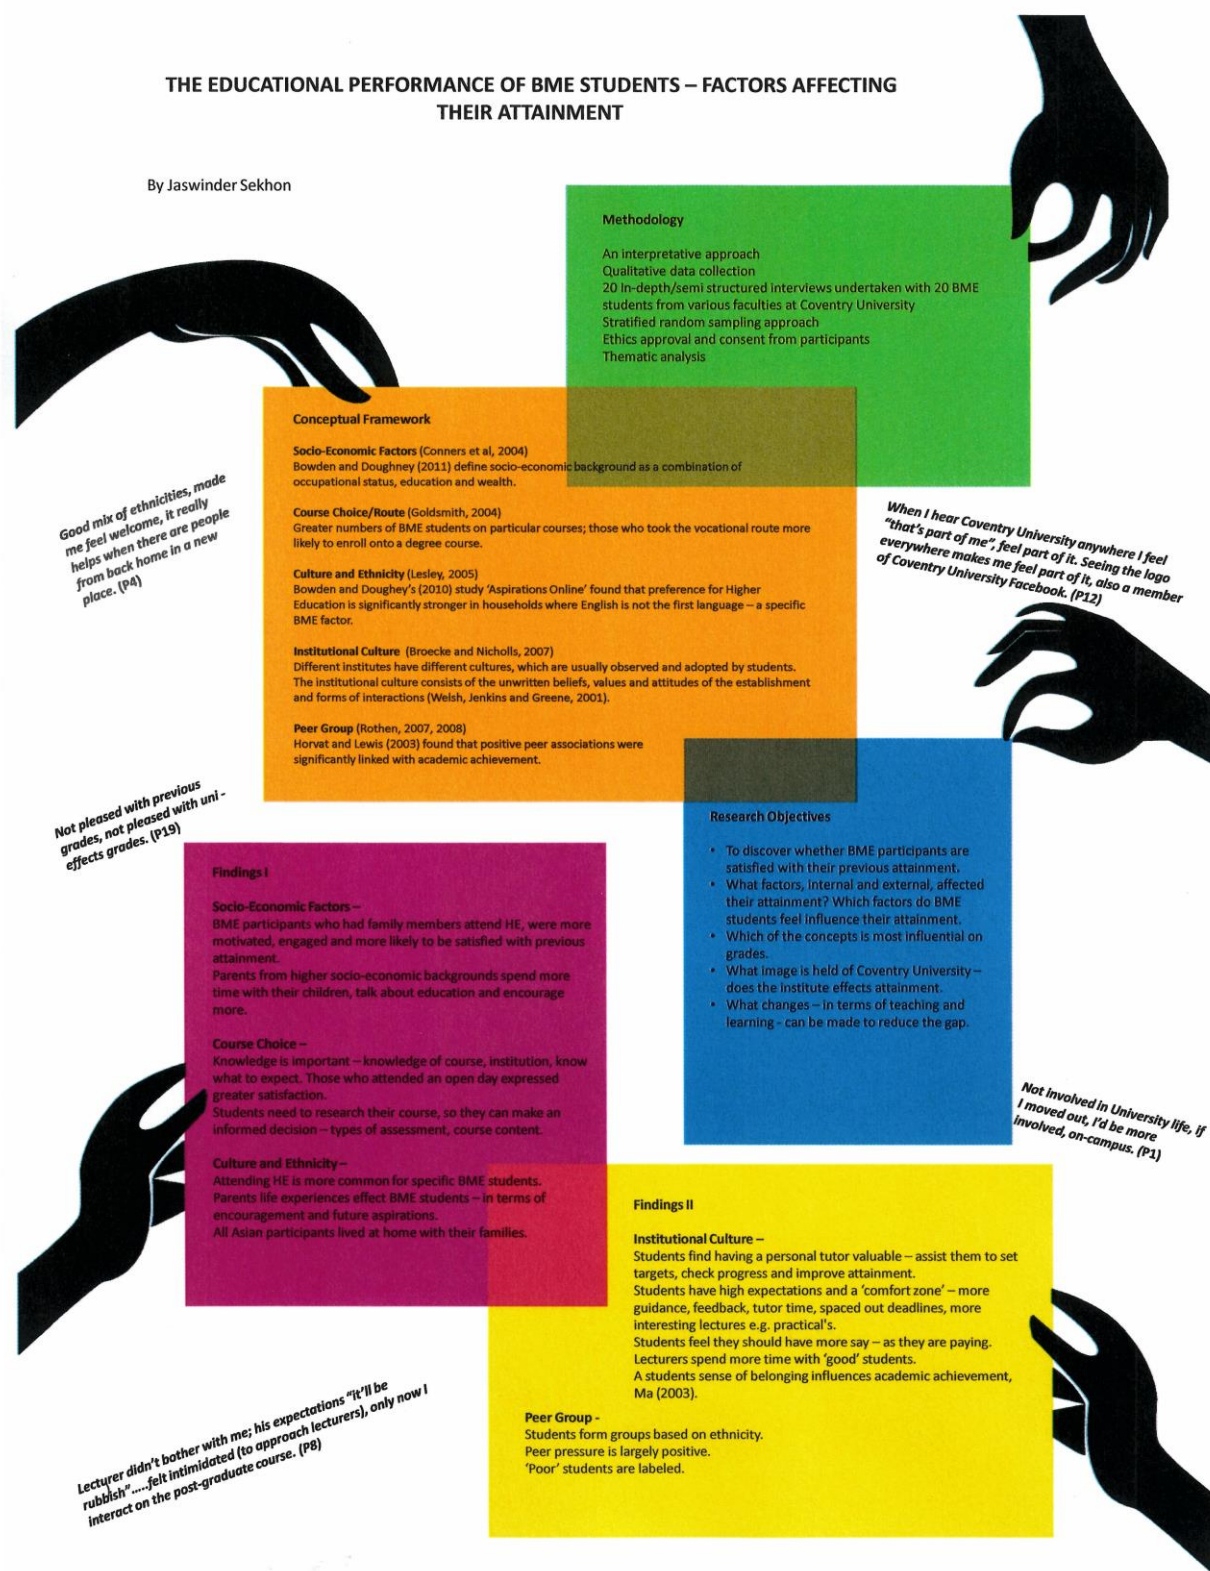 THE EDUCATIONAL PERFORMANCE OF BME STUDENTS – FACTORS AFFECTING
THEIR ATTAINMENT
By Jaswinder Sekhon
Methodology
An interpretative approach
Qualitative data collection
20 In-depth/semi structured interviews undertaken with 20 BME
students from various faculties at Coventry University
Stratified random sampling approach
Ethics approval and consent from participants
Thematic analysis
Conceptual Framework
Socio-Economic Factors (Conners et al, 2004)
Bowden and Doughney (2011) define socio-economic background as a combination of
occupational status, education and wealth.
Course Choice/Route (Goldsmith, 2004)
Greater numbers of BME students on particular courses; those who took the vocational route more
likely to enroll onto a degree course.
Culture and Ethnicity (Lesley, 2005)
Bowden and Doughey's (2010) study 'Aspirations Online' found that preference for Higher
Education is significantly stronger in households where English is not the first language – a specific
BME factor.
Institutional Culture (Broecke and Nicholls, 2007)
Different institutes have different cultures, which are usually observed and adopted by students.
The institutional culture consists of the unwritten beliefs, values and attitudes of the establishment
and forms of interactions (Welsh, Jenkins and Greene, 2001).
Peer Group (Rothen, 2007, 2008)
Horvat and Lewis (2003) found that positive peer associations were
significantly linked with academic achievement.
Good mix of ethnicities, made
me feel welcome, it really
helps when there are people
from back home in a new
place. (P4)
When I hear Coventry University anywhere I feel
"that's part of me", feel part of it. Seeing the logo
everywhere makes me feel part of it, also a member
of Coventry University Facebook. (P12)
Not pleased with previous
grades, not pleased with uni -
effects grades. (P19)
Research Objectives
• To discover whether BME participants are
satisfied with their previous attainment.
• What factors, internal and external, affected
their attainment? Which factors do BME
students feel influence their attainment.
• Which of the concepts is most influential on
grades.
• What image is held of Coventry University –
does the institute effects attainment.
• What changes – in terms of teaching and
learning - can be made to reduce the gap.
Findings I
Socio-Economic Factors –
BME participants who had family members attend HE, were more
motivated, engaged and more likely to be satisfied with previous
attainment.
Parents from higher socio-economic backgrounds spend more
time with their children, talk about education and encourage
more.
Course Choice –
Knowledge is important – knowledge of course, institution, know
what to expect. Those who attended an open day expressed
greater satisfaction.
Students need to research their course, so they can make an
informed decision – types of assessment, course content.
Culture and Ethnicity –
Attending HE is more common for specific BME students.
Parents life experiences effect BME students – in terms of
encouragement and future aspirations.
All Asian participants lived at home with their families.
Not involved in University life, if
I moved out, I'd be more
involved, on-campus. (P1)
Findings II
Institutional Culture –
Students find having a personal tutor valuable – assist them to set
targets, check progress and improve attainment.
Students have high expectations and a 'comfort zone' – more
guidance, feedback, tutor time, spaced out deadlines, more
interesting lectures e.g. practical's.
Students feel they should have more say – as they are paying.
Lecturers spend more time with 'good' students.
A students sense of belonging influences academic achievement,
Ma (2003).
Peer Group -
Students form groups based on ethnicity.
Peer pressure is largely positive.
'Poor' students are labeled.
Lecturer didn't bother with me; his expectations "it'll be
rubbish".....felt intimidated (to approach lecturers), only now I
interact on the post-graduate course. (P8)